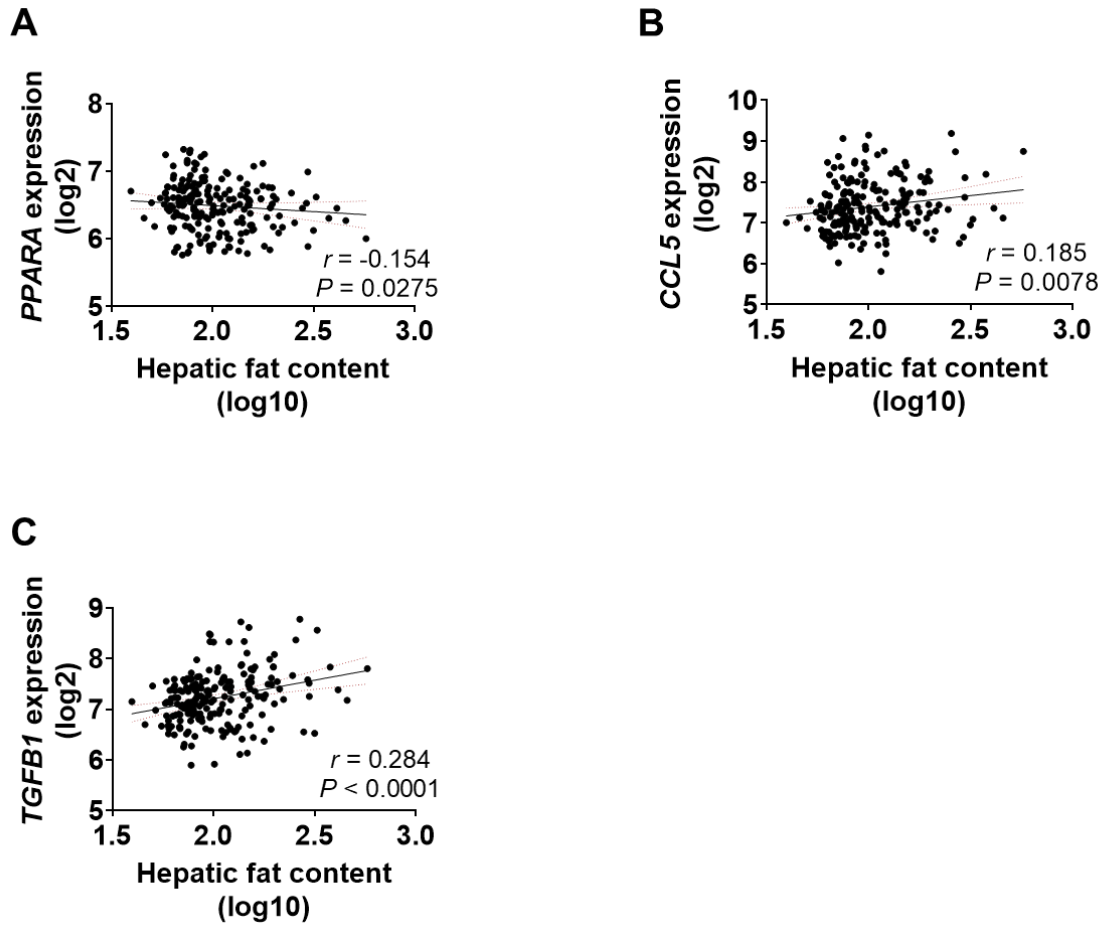 A
PPARA expression
(log2)
8
7
6
5
r = -0.154
P = 0.0275
1.5 2.0 2.5 3.0
Hepatic fat content
(log10)
B
CCL5 expression
(log2)
10
9
8
7
6
5
r = 0.185
P = 0.0078
1.5 2.0 2.5 3.0
Hepatic fat content
(log10)
C
TGFB1 expression
(log2)
9
8
7
6
5
r = 0.284
P < 0.0001
1.5 2.0 2.5 3.0
Hepatic fat content
(log10)